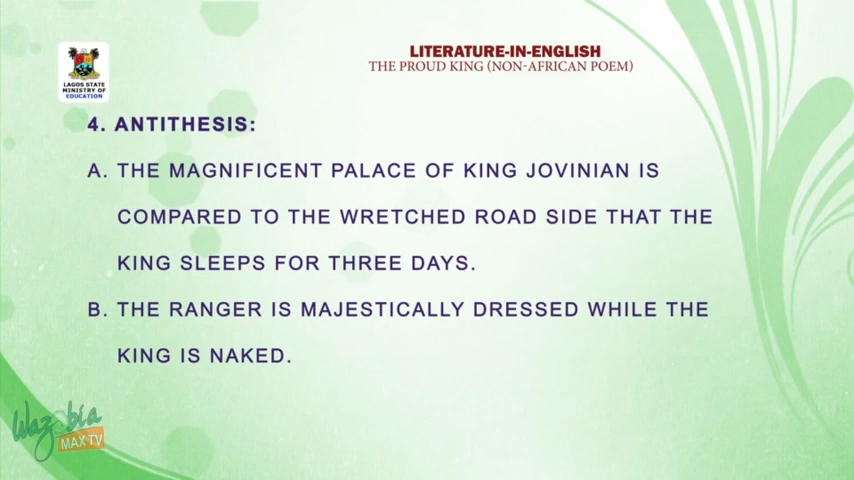 LITERATURE-IN-ENGLISH
THE PROUD KING (NON-AFRICAN POEM)
LAGOS STATE
MINISTRY OF
EDUCATION
4. ANTITHESIS:
A. THE MAGNIFICENT PALACE OF KING JOVINIAN IS
COMPARED TO THE WRETCHED ROAD SIDE THAT THE
KING SLEEPS FOR THREE DAYS.
B. THE RANGER IS MAJESTICALLY DRESSED WHILE THE
KING IS NAKED.
Wazobia
MAX TV